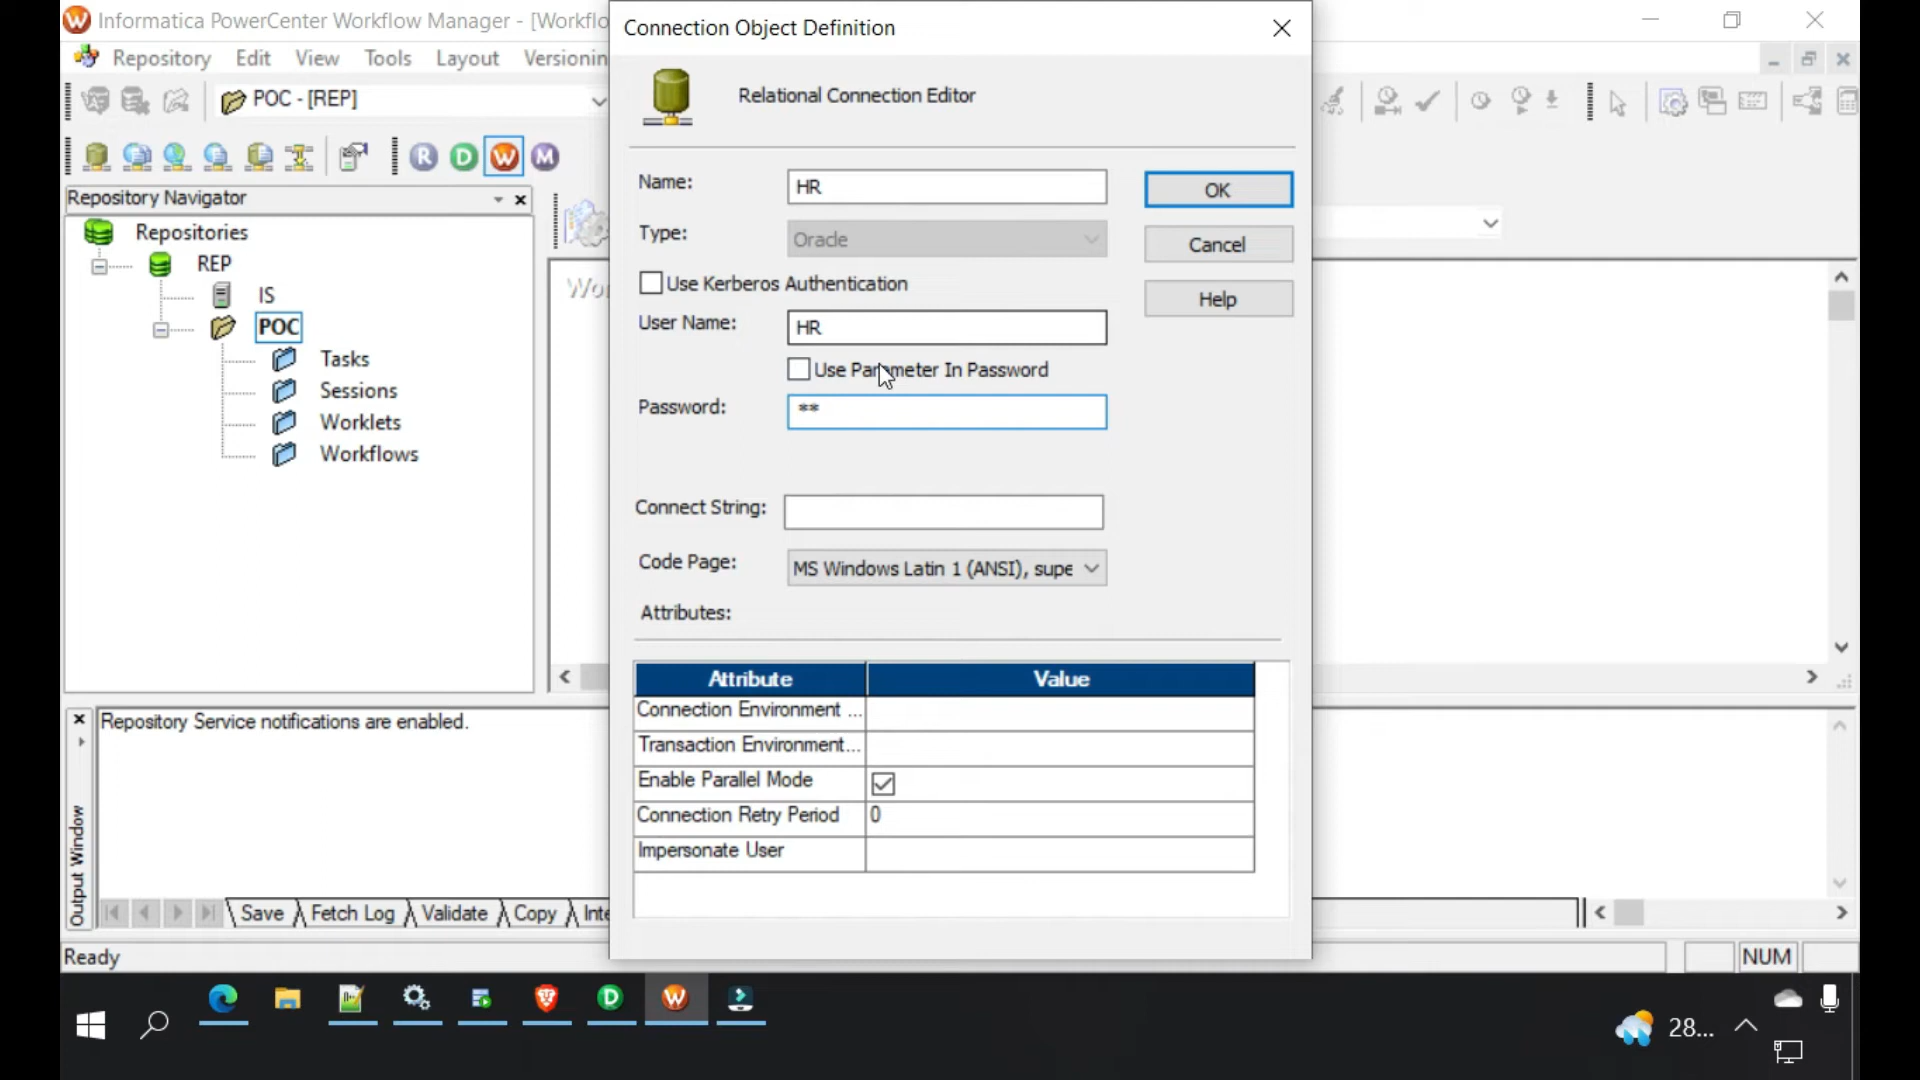 Informatica PowerCenter Workflow Manager - [Workflo
Repository Edit View Tools Layout Versionin
POC - [REP]
R D W M
Repository Navigator
Repositories
REP
IS
POC
Tasks
Sessions
Worklets
Workflows
Wor
Connection Object Definition
Relational Connection Editor
Name: HR
OK
Type: Oracle
Cancel
Use Kerberos Authentication
Help
User Name: HR
Use Parameter In Password
Password: **
Connect String:
Code Page: MS Windows Latin 1 (ANSI), supe
Attributes:
Attribute Value
Connection Environment ...
Transaction Environment...
Enable Parallel Mode
Connection Retry Period 0
Impersonate User
Output Window
Repository Service notifications are enabled.
Save Fetch Log Validate Copy Inte
Ready
NUM
D W
28...